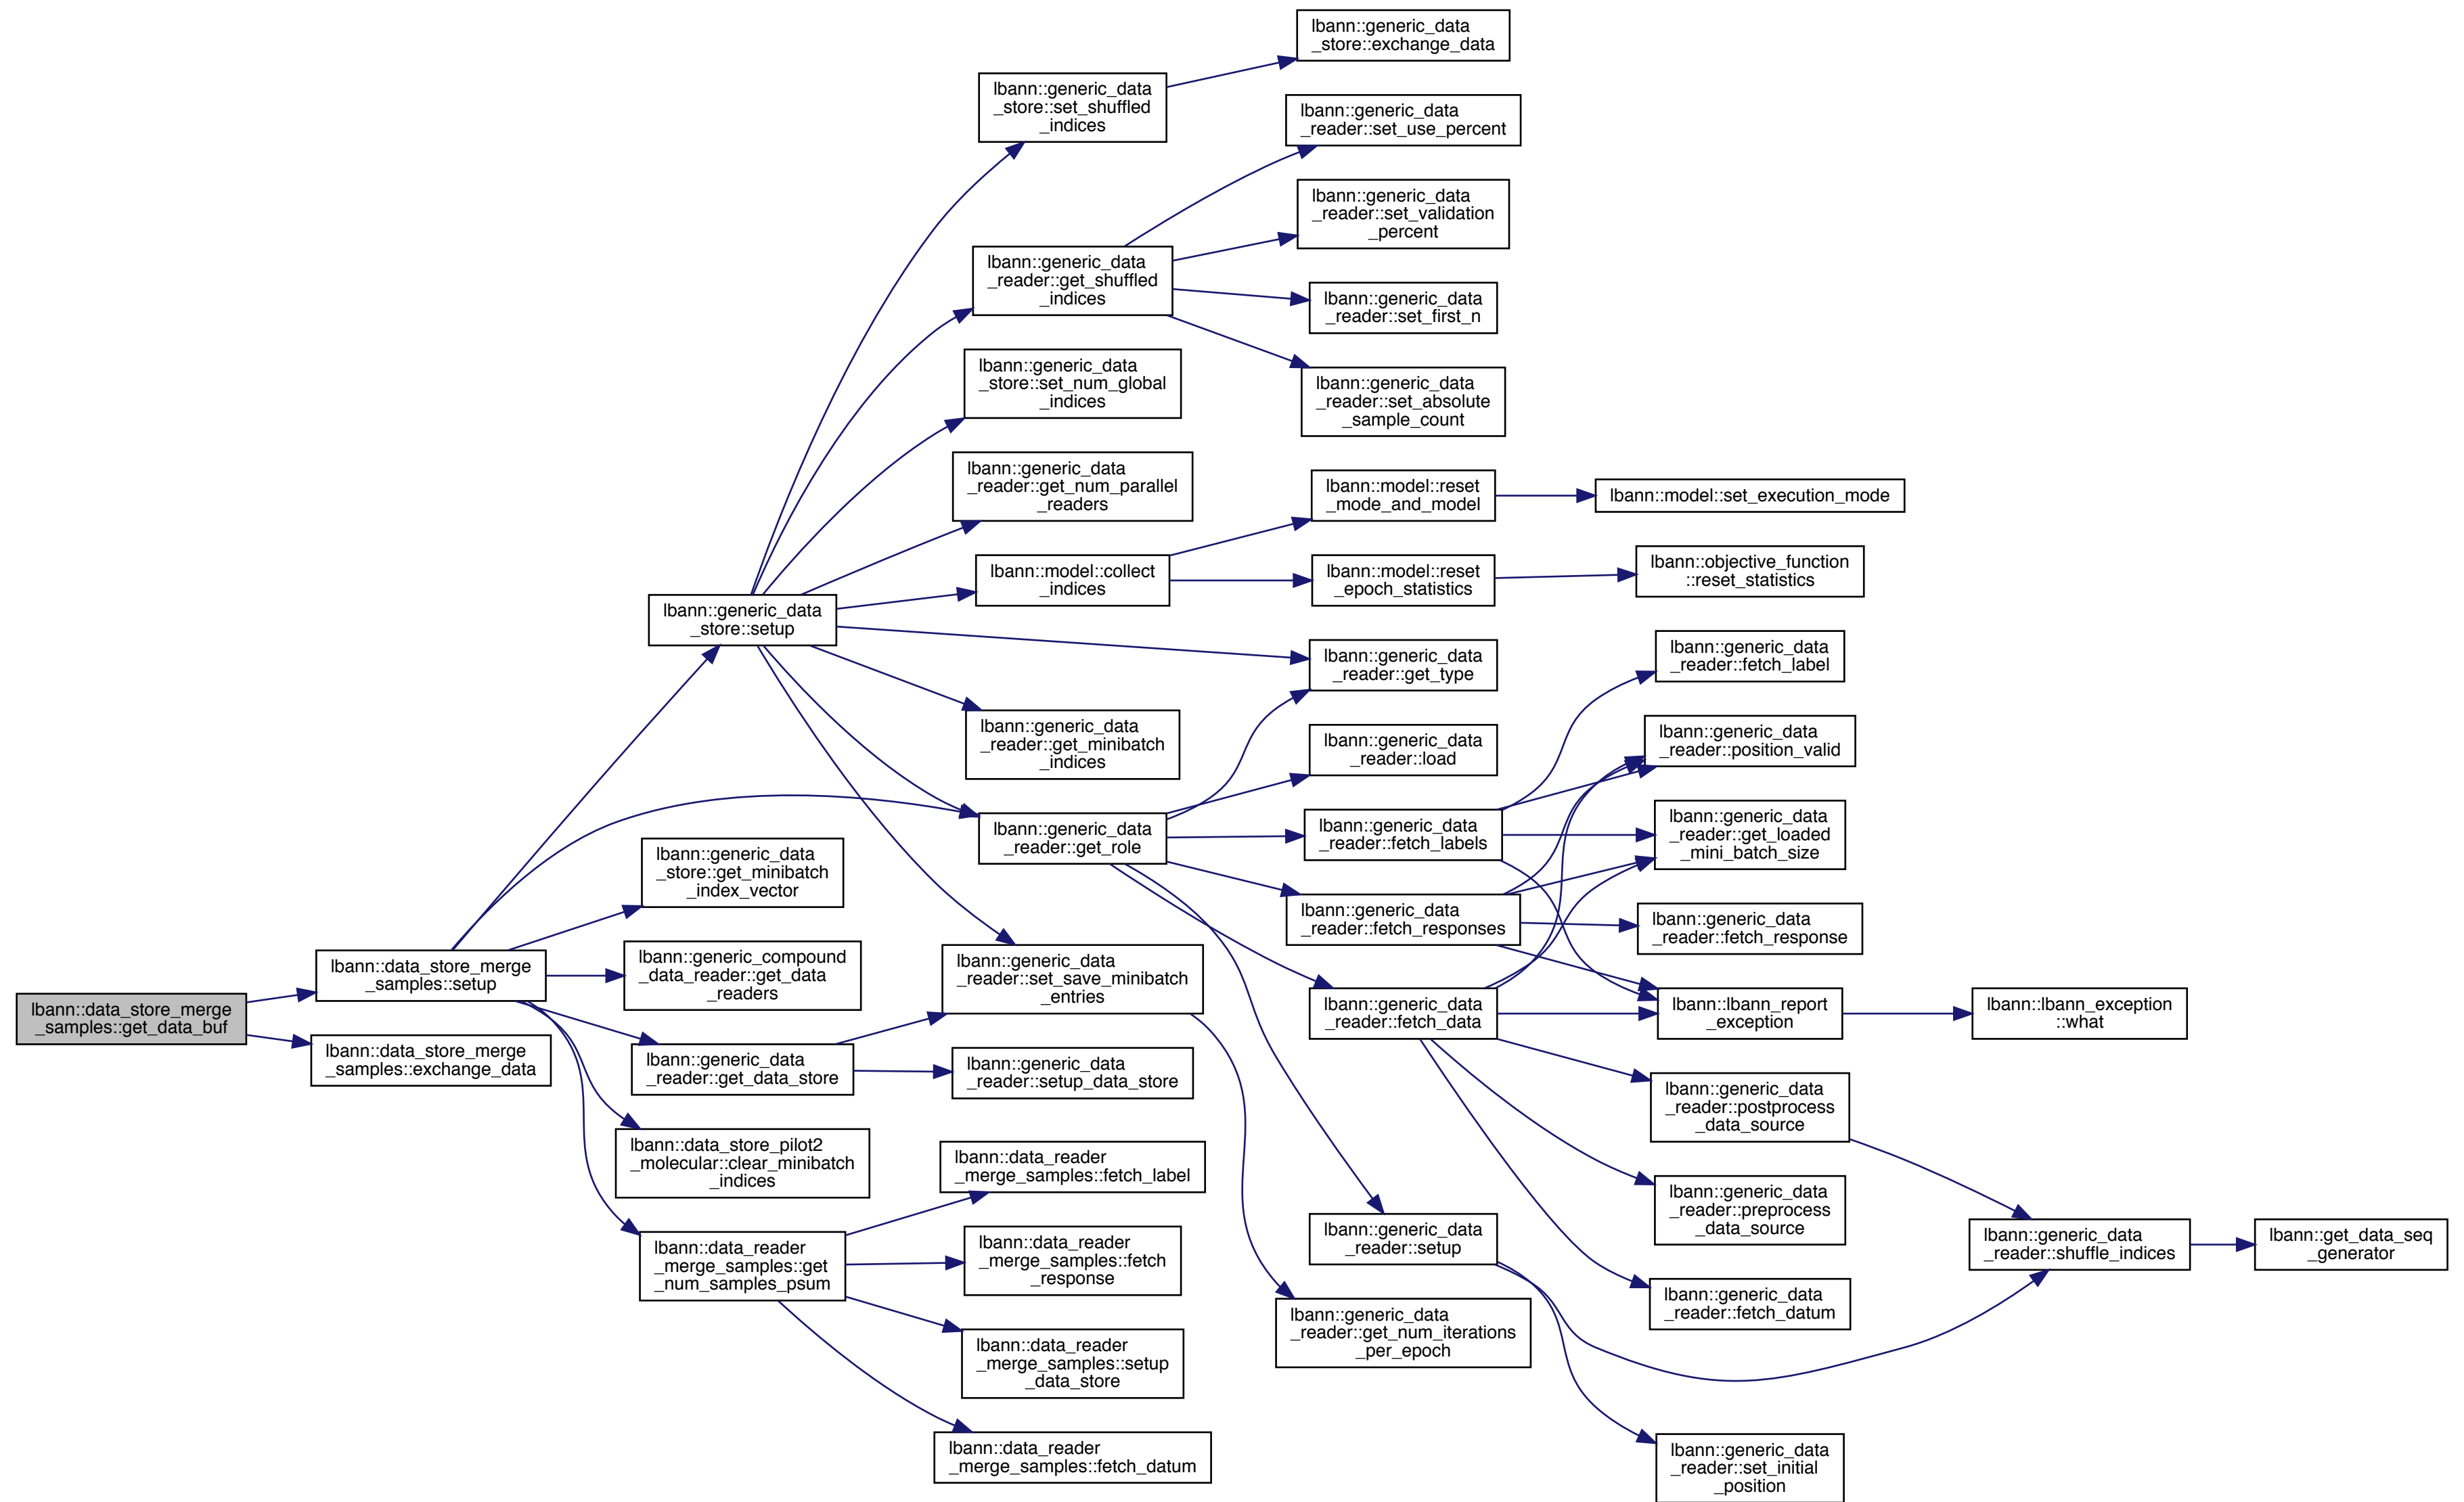 lbann::data_store_merge
_samples::get_data_buf
lbann::data_store_merge
_samples::setup
lbann::data_store_merge
_samples::exchange_data
lbann::generic_data
_store::setup
lbann::generic_data
_store::get_minibatch
_index_vector
lbann::generic_compound
_data_reader::get_data
_readers
lbann::generic_data
_reader::get_data_store
lbann::data_store_pilot2
_molecular::clear_minibatch
_indices
lbann::data_reader
_merge_samples::get
_num_samples_psum
lbann::generic_data
_store::set_shuffled
_indices
lbann::generic_data
_reader::get_shuffled
_indices
lbann::generic_data
_store::set_num_global
_indices
lbann::generic_data
_reader::get_num_parallel
_readers
lbann::model::collect
_indices
lbann::generic_data
_reader::get_minibatch
_indices
lbann::generic_data
_reader::get_role
lbann::generic_data
_reader::set_save_minibatch
_entries
lbann::generic_data
_reader::setup_data_store
lbann::data_reader
_merge_samples::fetch_label
lbann::data_reader
_merge_samples::fetch
_response
lbann::data_reader
_merge_samples::setup
_data_store
lbann::data_reader
_merge_samples::fetch_datum
lbann::generic_data
_store::exchange_data
lbann::generic_data
_reader::set_use_percent
lbann::generic_data
_reader::set_validation
_percent
lbann::generic_data
_reader::set_first_n
lbann::generic_data
_reader::set_absolute
_sample_count
lbann::model::reset
_mode_and_model
lbann::model::reset
_epoch_statistics
lbann::generic_data
_reader::get_type
lbann::generic_data
_reader::load
lbann::generic_data
_reader::fetch_labels
lbann::generic_data
_reader::fetch_responses
lbann::generic_data
_reader::fetch_data
lbann::generic_data
_reader::setup
lbann::generic_data
_reader::get_num_iterations
_per_epoch
lbann::model::set_execution_mode
lbann::objective_function
::reset_statistics
lbann::generic_data
_reader::fetch_label
lbann::generic_data
_reader::position_valid
lbann::generic_data
_reader::get_loaded
_mini_batch_size
lbann::generic_data
_reader::fetch_response
lbann::lbann_report
_exception
lbann::generic_data
_reader::postprocess
_data_source
lbann::generic_data
_reader::preprocess
_data_source
lbann::generic_data
_reader::fetch_datum
lbann::generic_data
_reader::set_initial
_position
lbann::lbann_exception
::what
lbann::generic_data
_reader::shuffle_indices
lbann::get_data_seq
_generator